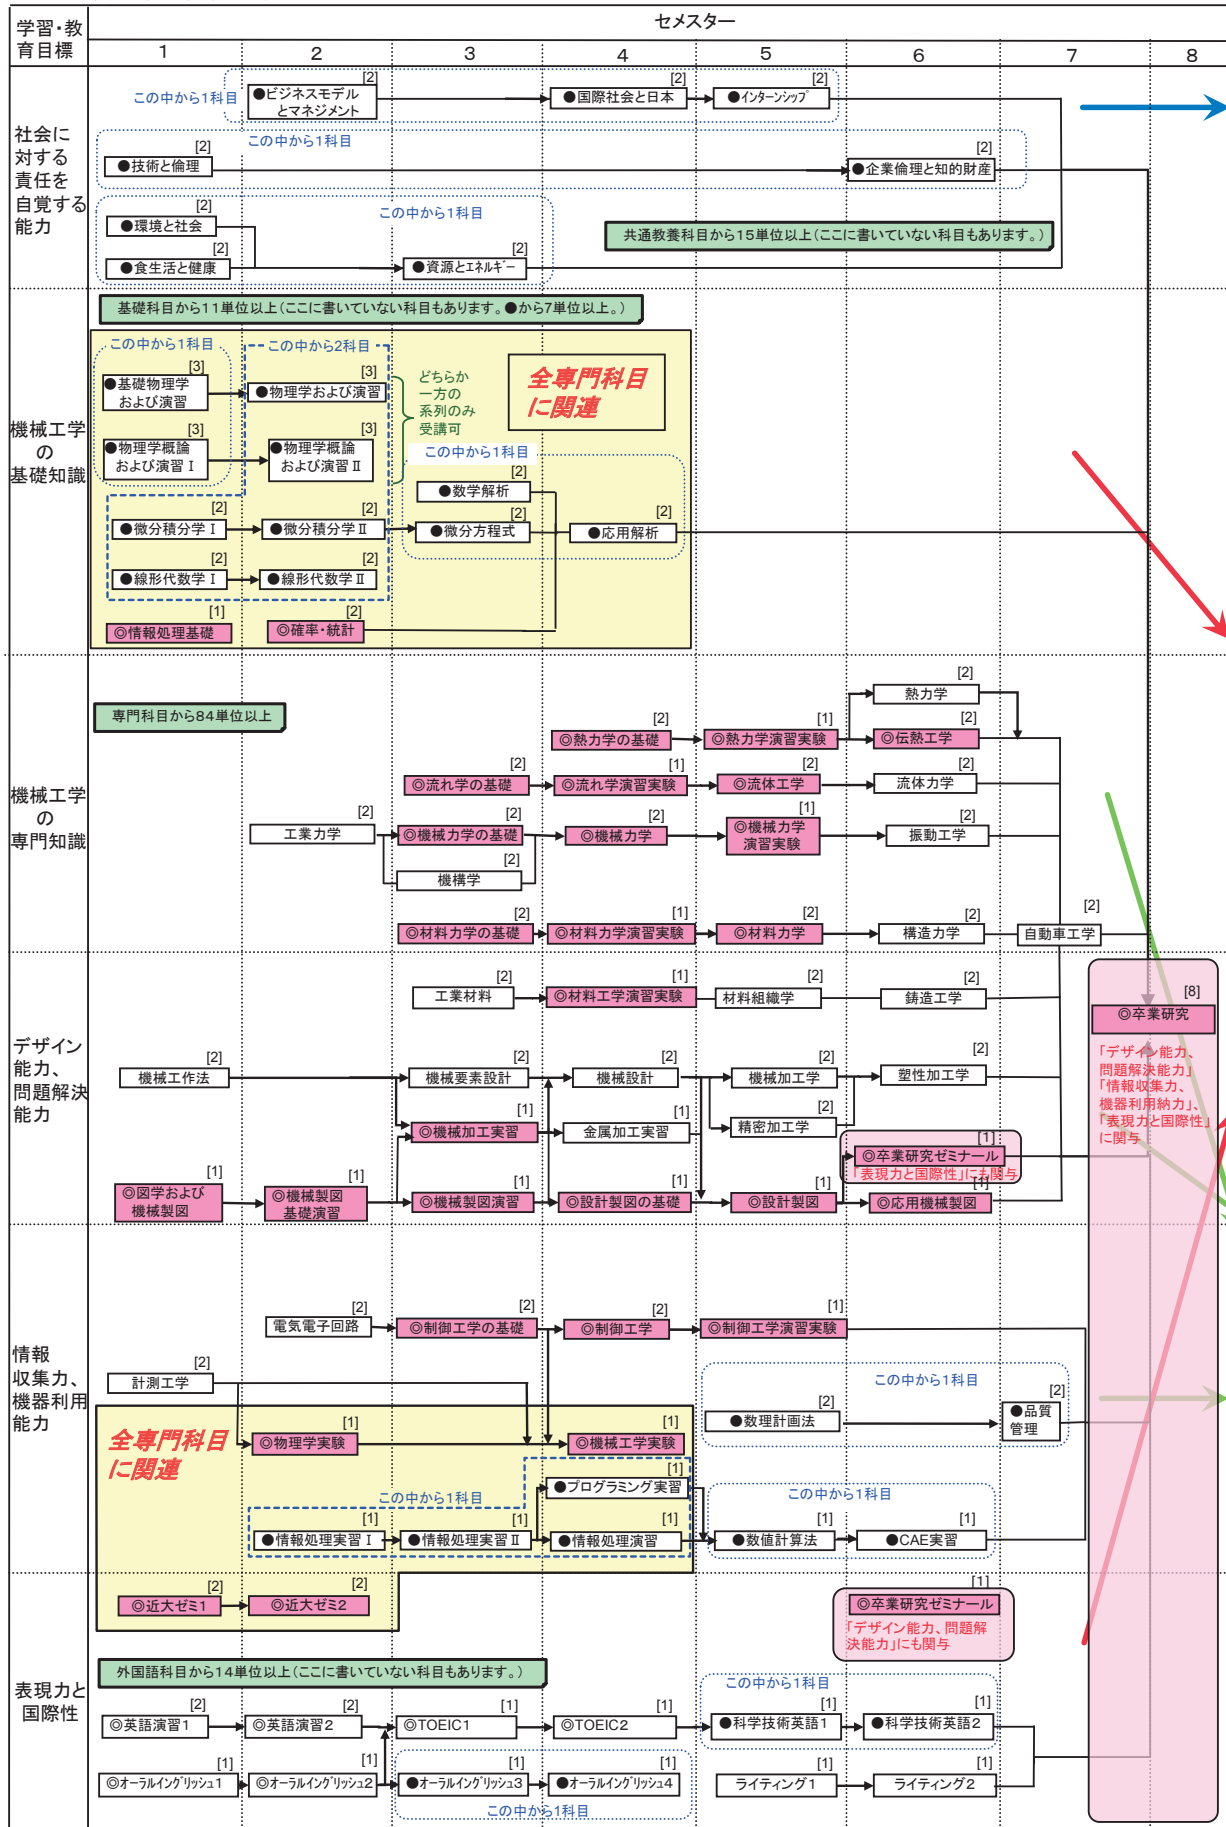 学習・教
育目標
セメスター
1
2
3
4
5
6
7
8
社会に
対する
責任を
自覚する
能力
この中から1科目
[2]
●ビジネスモデル
とマネジメント
[2]
●国際社会と日本
[2]
●インターンシップ
この中から1科目
[2]
●技術と倫理
[2]
●企業倫理と知的財産
この中から1科目
[2]
●環境と社会
[2]
●食生活と健康
[2]
●資源とエネルギー
共通教養科目から15単位以上(ここに書いていない科目もあります。)
機械工学
の
基礎知識
基礎科目から11単位以上(ここに書いていない科目もあります。●から7単位以上。)
この中から1科目
この中から2科目
[3]
●基礎物理学
および演習
[3]
●物理学および演習
どちらか
一方の
系列のみ
受講可
全専門科目
に関連
[3]
●物理学概論
および演習Ⅰ
[3]
●物理学概論
および演習Ⅱ
この中から1科目
[2]
●数学解析
[2]
●微分積分学Ⅰ
[2]
●微分積分学Ⅱ
[2]
●微分方程式
[2]
●応用解析
[2]
●線形代数学Ⅰ
[2]
●線形代数学Ⅱ
[1]
◎情報処理基礎
[2]
◎確率・統計
機械工学
の
専門知識
専門科目から84単位以上
[2]
熱力学
[2]
◎熱力学の基礎
[1]
◎熱力学演習実験
[2]
◎伝熱工学
[2]
◎流れ学の基礎
[1]
◎流れ学演習実験
[2]
◎流体工学
[2]
流体力学
[2]
工業力学
[2]
◎機械力学の基礎
[2]
◎機械力学
[1]
◎機械力学
演習実験
[2]
振動工学
[2]
機構学
[2]
◎材料力学の基礎
[1]
◎材料力学演習実験
[2]
◎材料力学
[2]
構造力学
[2]
自動車工学
デザイン
能力、
問題解決
能力
[2]
工業材料
[1]
◎材料工学演習実験
[2]
材料組織学
[2]
鋳造工学
[8]
◎卒業研究
「デザイン能力、
問題解決能力」
「情報収集力、
機器利用納力」、
「表現力と国際性」
に関与
[2]
機械工作法
[2]
機械要素設計
[2]
機械設計
[2]
機械加工学
[2]
塑性加工学
[1]
◎機械加工実習
[1]
金属加工実習
[2]
精密加工学
[1]
◎卒業研究ゼミナール
「表現力と国際性」にも関与
[1]
◎図学および
機械製図
[1]
◎機械製図
基礎演習
[1]
◎機械製図演習
[1]
◎設計製図の基礎
[1]
◎設計製図
[1]
◎応用機械製図
情報
収集力、
機器利用
能力
[2]
電気電子回路
[2]
◎制御工学の基礎
[2]
◎制御工学
[1]
◎制御工学演習実験
[2]
計測工学
この中から1科目
[2]
●数理計画法
[2]
●品質
管理
全専門科目
に関連
[1]
◎物理学実験
[1]
◎機械工学実験
この中から1科目
[1]
●プログラミング実習
この中から1科目
[1]
●情報処理実習Ⅰ
[1]
●情報処理実習Ⅱ
[1]
●情報処理演習
[1]
●数値計算法
[1]
●CAE実習
[2]
◎近大ゼミ1
[2]
◎近大ゼミ2
[1]
◎卒業研究ゼミナール
「デザイン能力、問題解
決能力」にも関与
表現力と
国際性
外国語科目から14単位以上(ここに書いていない科目もあります。)
この中から1科目
[2]
◎英語演習1
[2]
◎英語演習2
[1]
◎TOEIC1
[1]
◎TOEIC2
[1]
●科学技術英語1
[1]
●科学技術英語2
[1]
◎オーラルイングリッシュ1
[1]
◎オーラルイングリッシュ2
[1]
●オーラルイングリッシュ3
[1]
●オーラルイングリッシュ4
[1]
ライティング1
[1]
ライティング2
この中から1科目